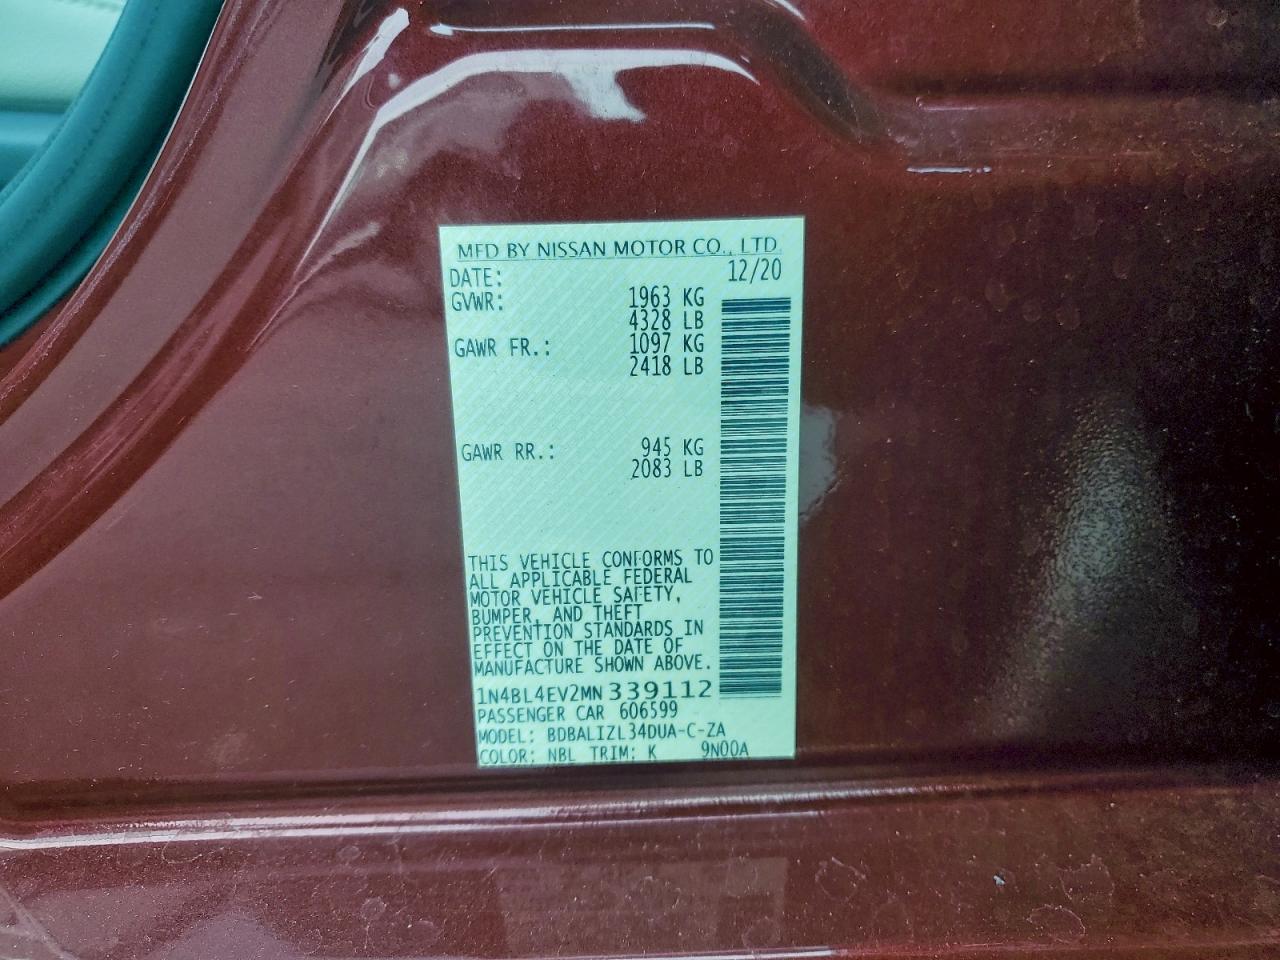 MFD BY NISSAN MOTOR CO., LTD.
DATE: 12/20
GVWR: 1963 KG
4328 LB
GAWR FR.: 1097 KG
2418 LB
GAWR RR.: 945 KG
2083 LB
THIS VEHICLE CONFORMS TO
ALL APPLICABLE FEDERAL
MOTOR VEHICLE SAFETY,
BUMPER, AND THEFT
PREVENTION STANDARDS IN
EFFECT ON THE DATE OF
MANUFACTURE SHOWN ABOVE.
1N4BL4EV2MN339112
PASSENGER CAR 606599
MODEL: BDBALIZL34DUA-C-ZA
COLOR: NBL TRIM: K 9N00A